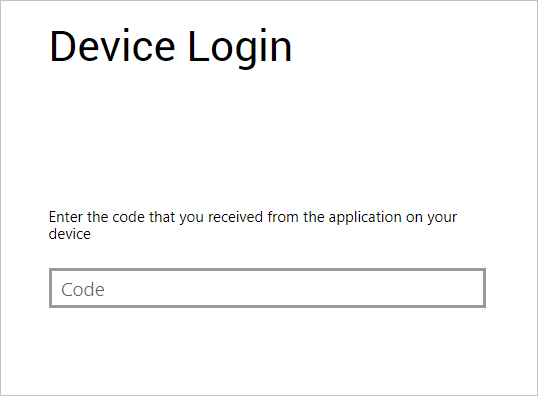 Device Login
Enter the code that you received from the application on your
device
Code